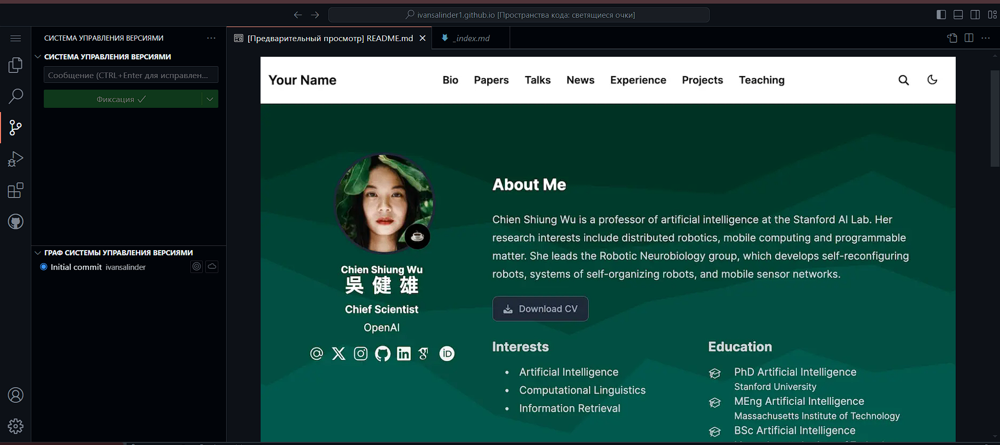 ivansalinder1.github.io [Пространства кода: светящиеся очки]
СИСТЕМА УПРАВЛЕНИЯ ВЕРСИЯМИ
СИСТЕМА УПРАВЛЕНИЯ ВЕРСИЯМИ
Сообщение (CTRL+Enter для исправлен...
Фиксация
ГРАФ СИСТЕМЫ УПРАВЛЕНИЯ ВЕРСИЯМИ
Initial commit ivansalinder
[Предварительный просмотр] README.md
_index.md
Your Name Bio Papers Talks News Experience Projects Teaching
Chien Shiung Wu
吳健雄
Chief Scientist
OpenAI
About Me
Chien Shiung Wu is a professor of artificial intelligence at the Stanford AI Lab. Her
research interests include distributed robotics, mobile computing and programmable
matter. She leads the Robotic Neurobiology group, which develops self-reconfiguring
robots, systems of self-organizing robots, and mobile sensor networks.
Download CV
Interests
• Artificial Intelligence
• Computational Linguistics
• Information Retrieval
Education
PhD Artificial Intelligence
Stanford University
MEng Artificial Intelligence
Massachusetts Institute of Technology
BSc Artificial Intelligence